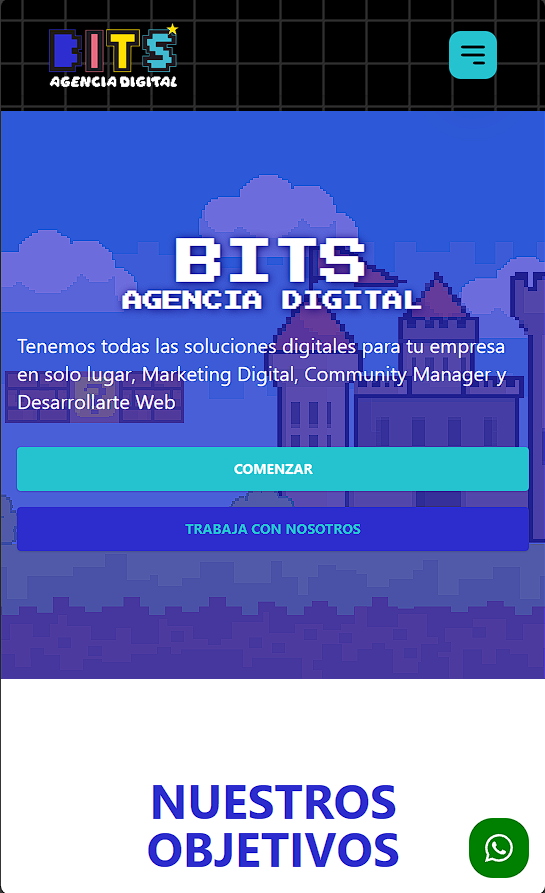 BITS
AGENCIA DIGITAL
BITS
AGENCIA DIGITAL
Tenemos todas las soluciones digitales para tu empresa
en solo lugar, Marketing Digital, Community Manager y
Desarrollarte Web
COMENZAR
TRABAJA CON NOSOTROS
NUESTROS
OBJETIVOS